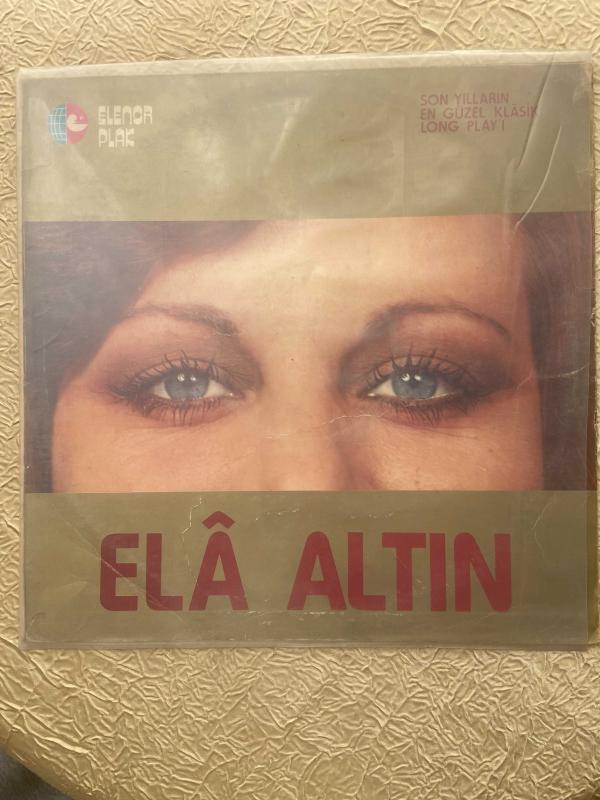 ELENOR
PLAK
SON YILLARIN
EN GÜZEL KLÂSİK
LONG PLAY İ
ELÂ ALTIN